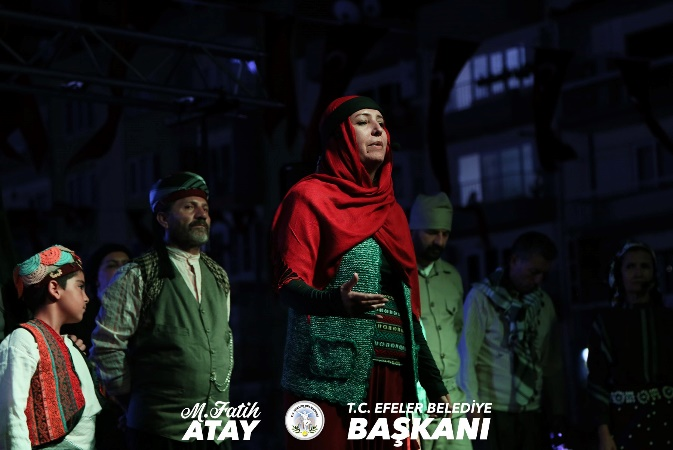 M. Fatih
ATAY
T.C. EFELER BELEDİYE
BAŞKANI